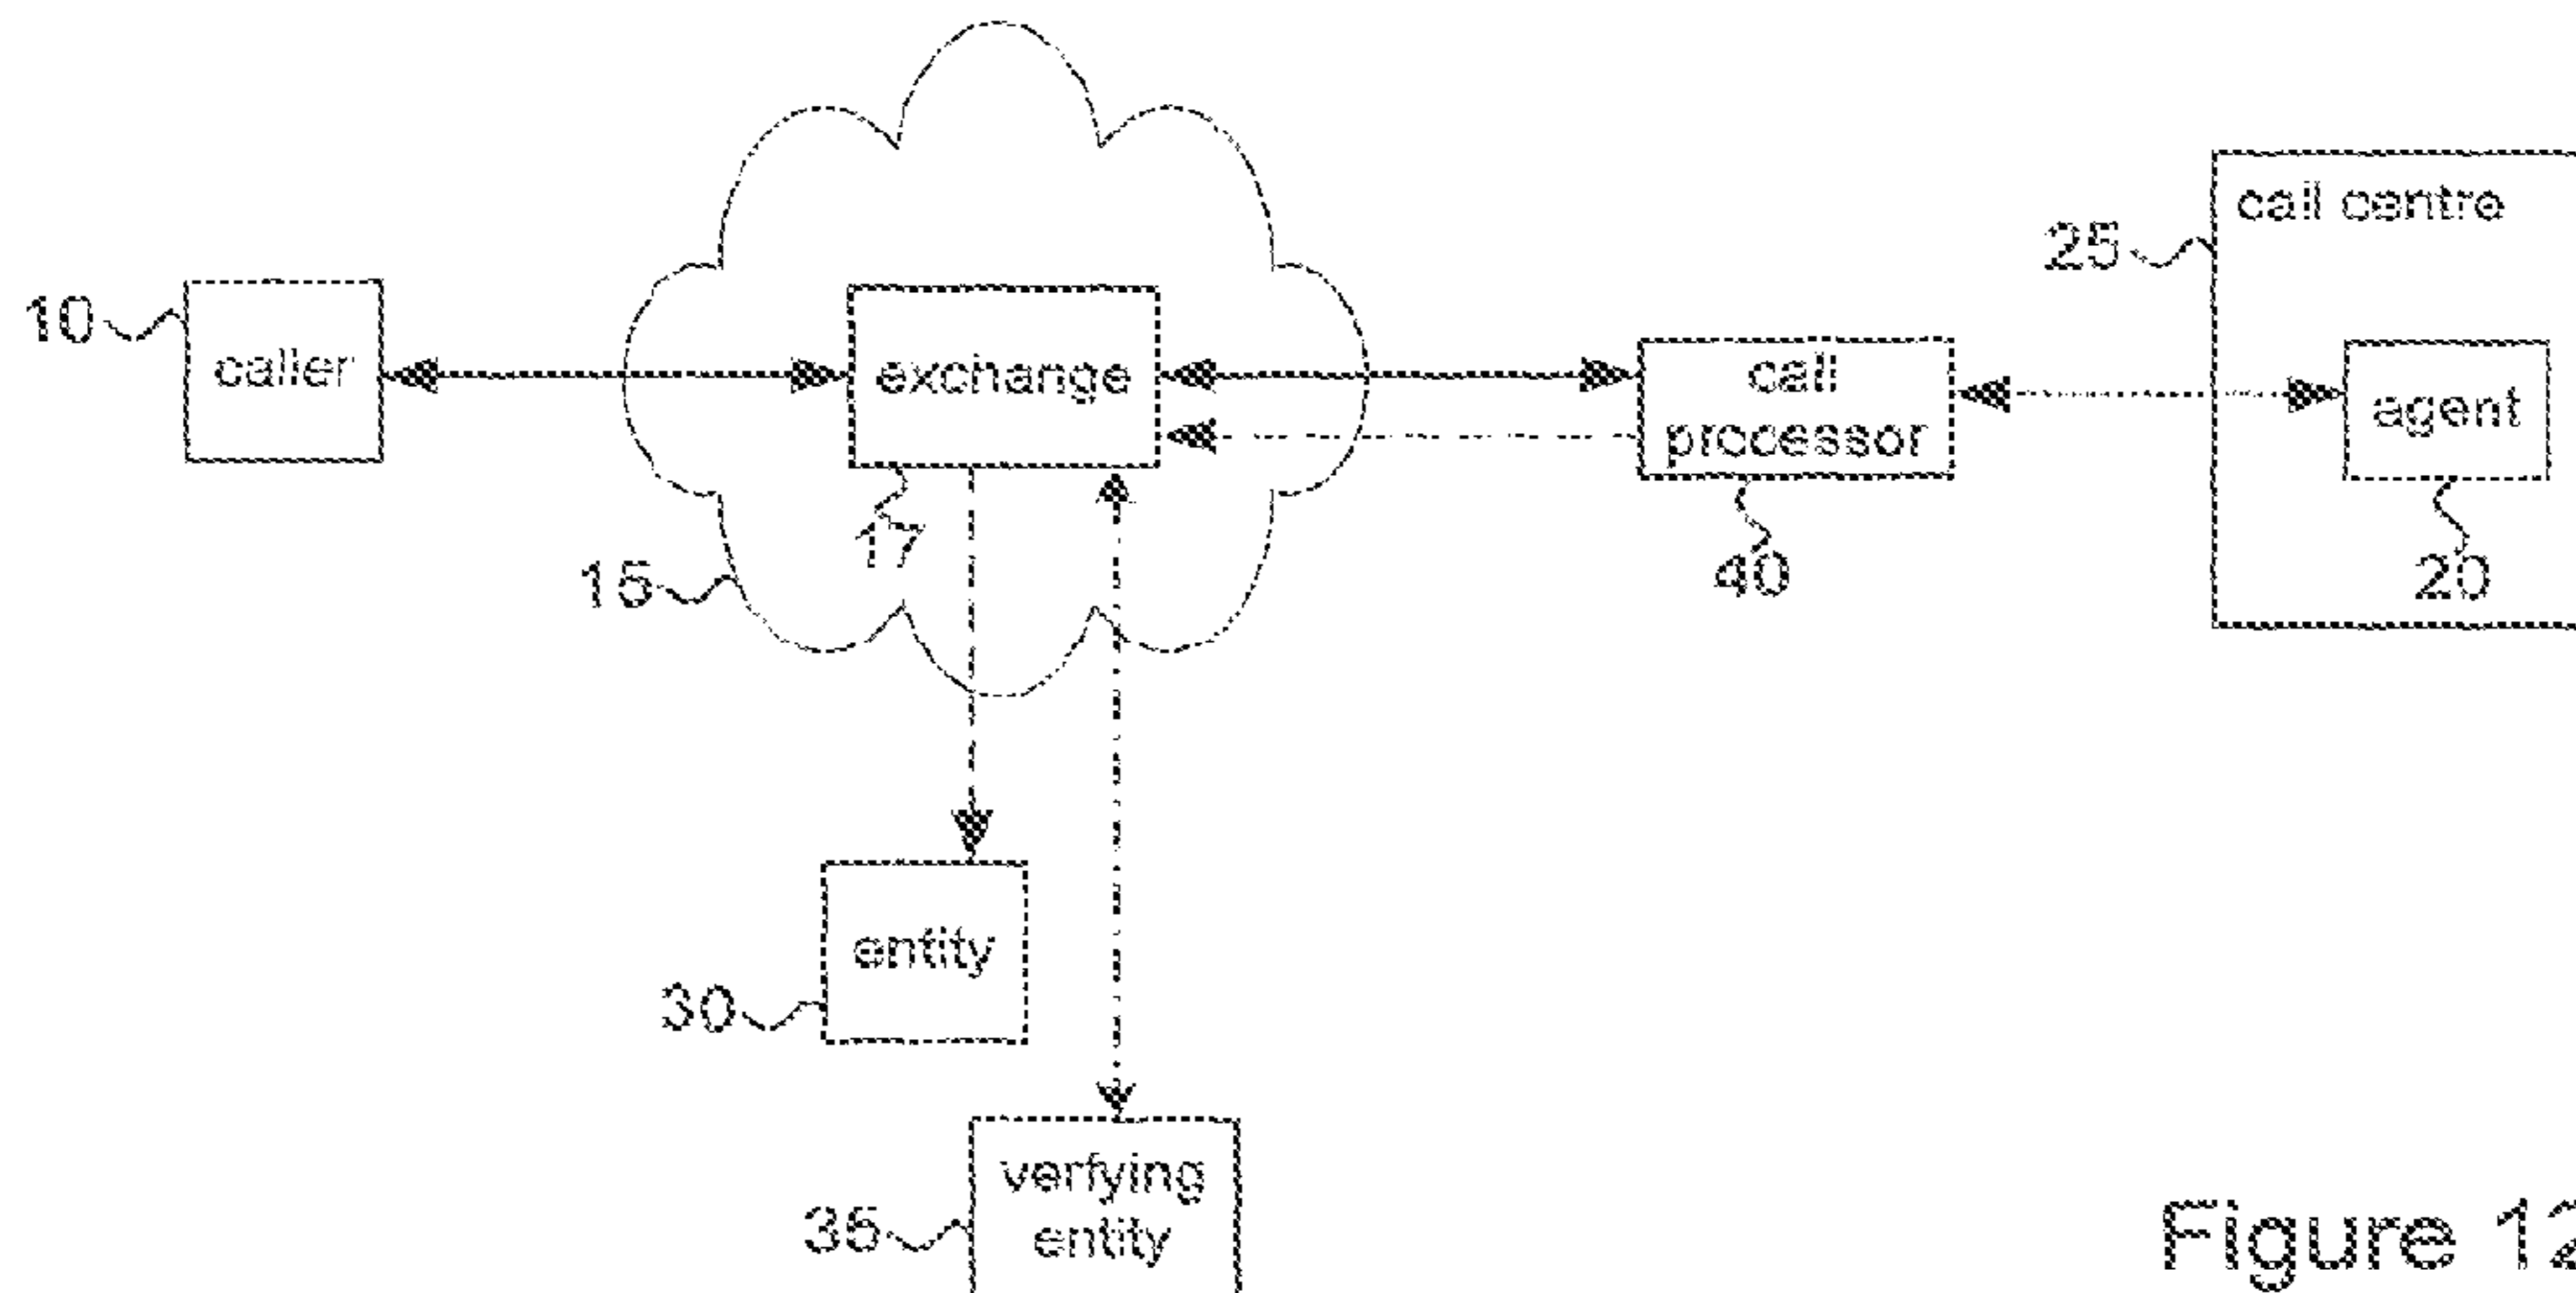 call centre
25
10
caller
exchange
call
processor
agent
17
15
40
20
entity
30
verfying
entity
35
Figure 12